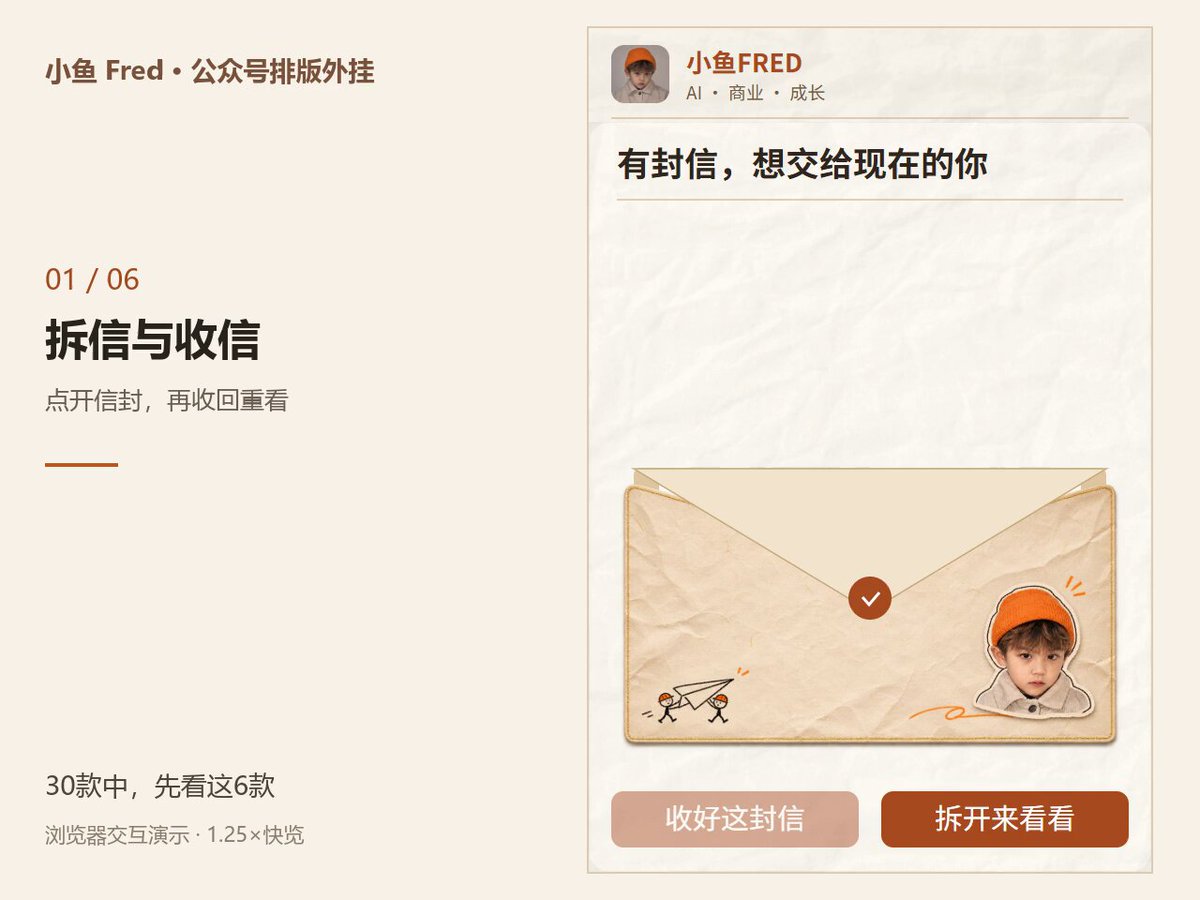 小鱼 Fred · 公众号排版外挂
01 / 06
拆信与收信
点开信封，再收回重看
30款中，先看这6款
浏览器交互演示 · 1.25×快览
小鱼FRED
AI · 商业 · 成长
有封信，想交给现在的你
收好这封信
拆开来看看